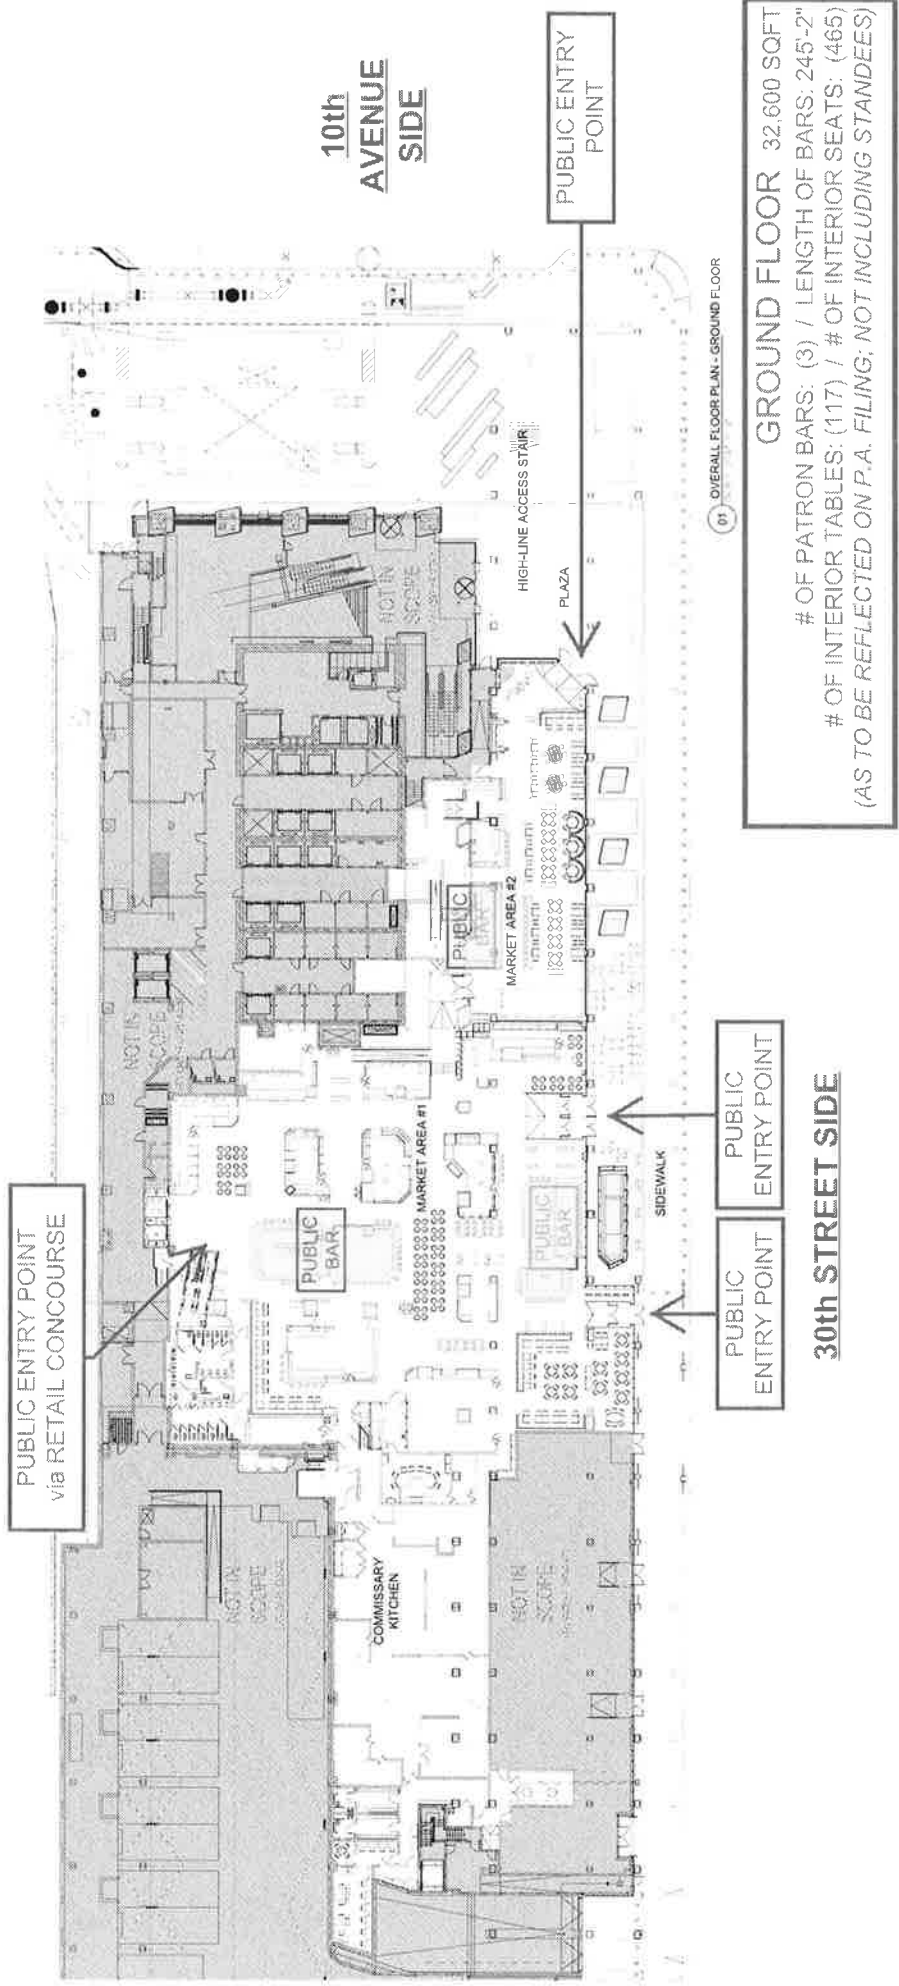 PUBLIC ENTRY POINT
via RETAIL CONCOURSE
10th
AVENUE
SIDE
PUBLIC ENTRY
POINT
NOT IN
SCOPE
NOT IN
SCOPE
NOT IN
SCOPE
NOT IN
SCOPE
COMMISSARY
KITCHEN
PUBLIC
BAR
MARKET AREA #1
PUBLIC
BAR
PUBLIC
BAR
MARKET AREA #2
HIGH-LINE ACCESS STAIR
PLAZA
SIDEWALK
PUBLIC
ENTRY POINT
PUBLIC
ENTRY POINT
30th STREET SIDE
01
OVERALL FLOOR PLAN - GROUND FLOOR
GROUND FLOOR 32,600 SQFT
# OF PATRON BARS: (3) / LENGTH OF BARS: 245'-2"
# OF INTERIOR TABLES: (117) / # OF INTERIOR SEATS: (465)
(AS TO BE REFLECTED ON P.A. FILING; NOT INCLUDING STANDEES)